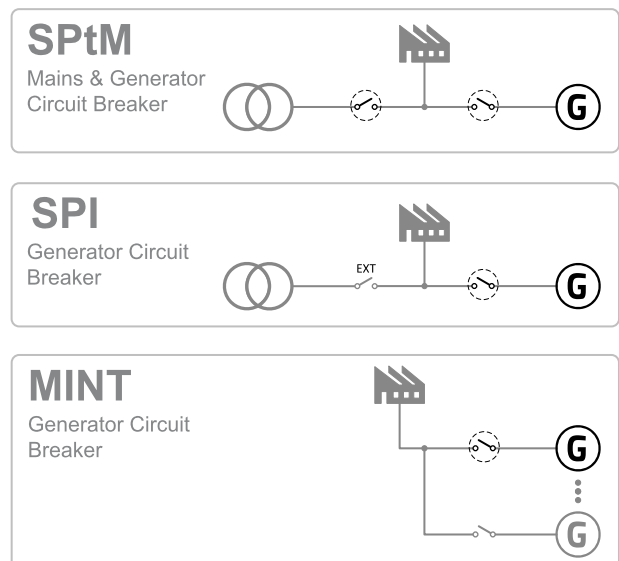 SPtM
Mains & Generator
Circuit Breaker
G
SPI
Generator Circuit
Breaker
EXT
G
MINT
Generator Circuit
Breaker
G
G